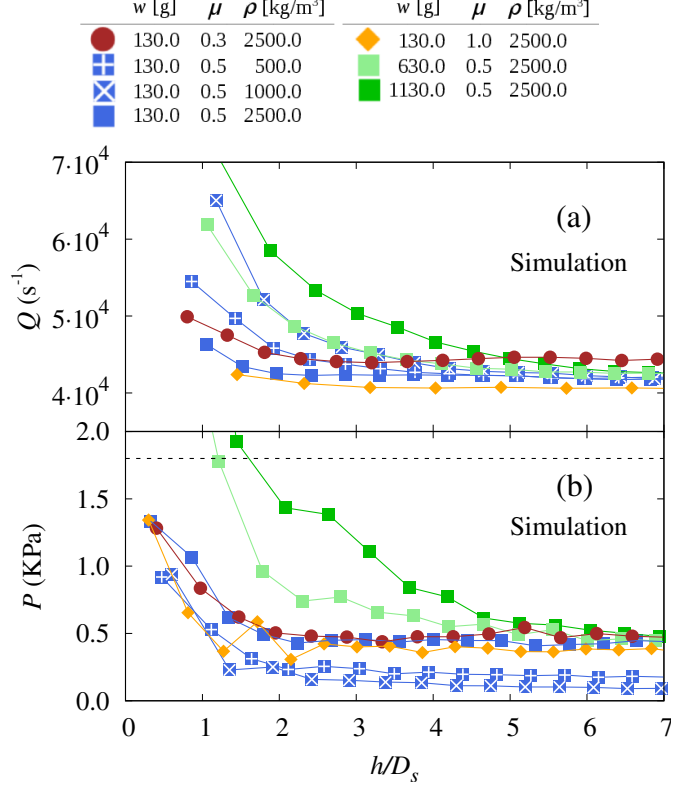 w [g] μ ρ [kg/m³] w [g] μ ρ [kg/m³]
130.0 0.3 2500.0 130.0 1.0 2500.0
130.0 0.5 500.0 630.0 0.5 2500.0
130.0 0.5 1000.0 1130.0 0.5 2500.0
130.0 0.5 2500.0
7·10⁴
(a)
6·10⁴
Simulation
Q (s⁻¹)
5·10⁴
4·10⁴
2.0
(b)
1.5
Simulation
P (KPa)
1.0
0.5
0.0
0 1 2 3 4 5 6 7
h/Dₛ